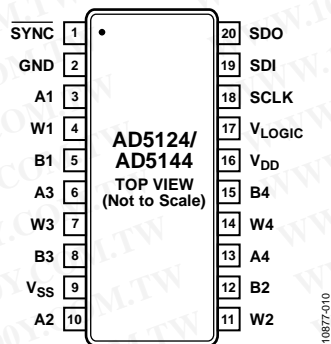 SYNC 1 20 SDO
GND 2 19 SDI
A1 3 18 SCLK
W1 4 17 VLOGIC
B1 5 AD5124/ 16 VDD
A3 6 AD5144 15 B4
W3 7 TOP VIEW 14 W4
B3 8 (Not to Scale) 13 A4
VSS 9 12 B2
A2 10 11 W2
10877-010